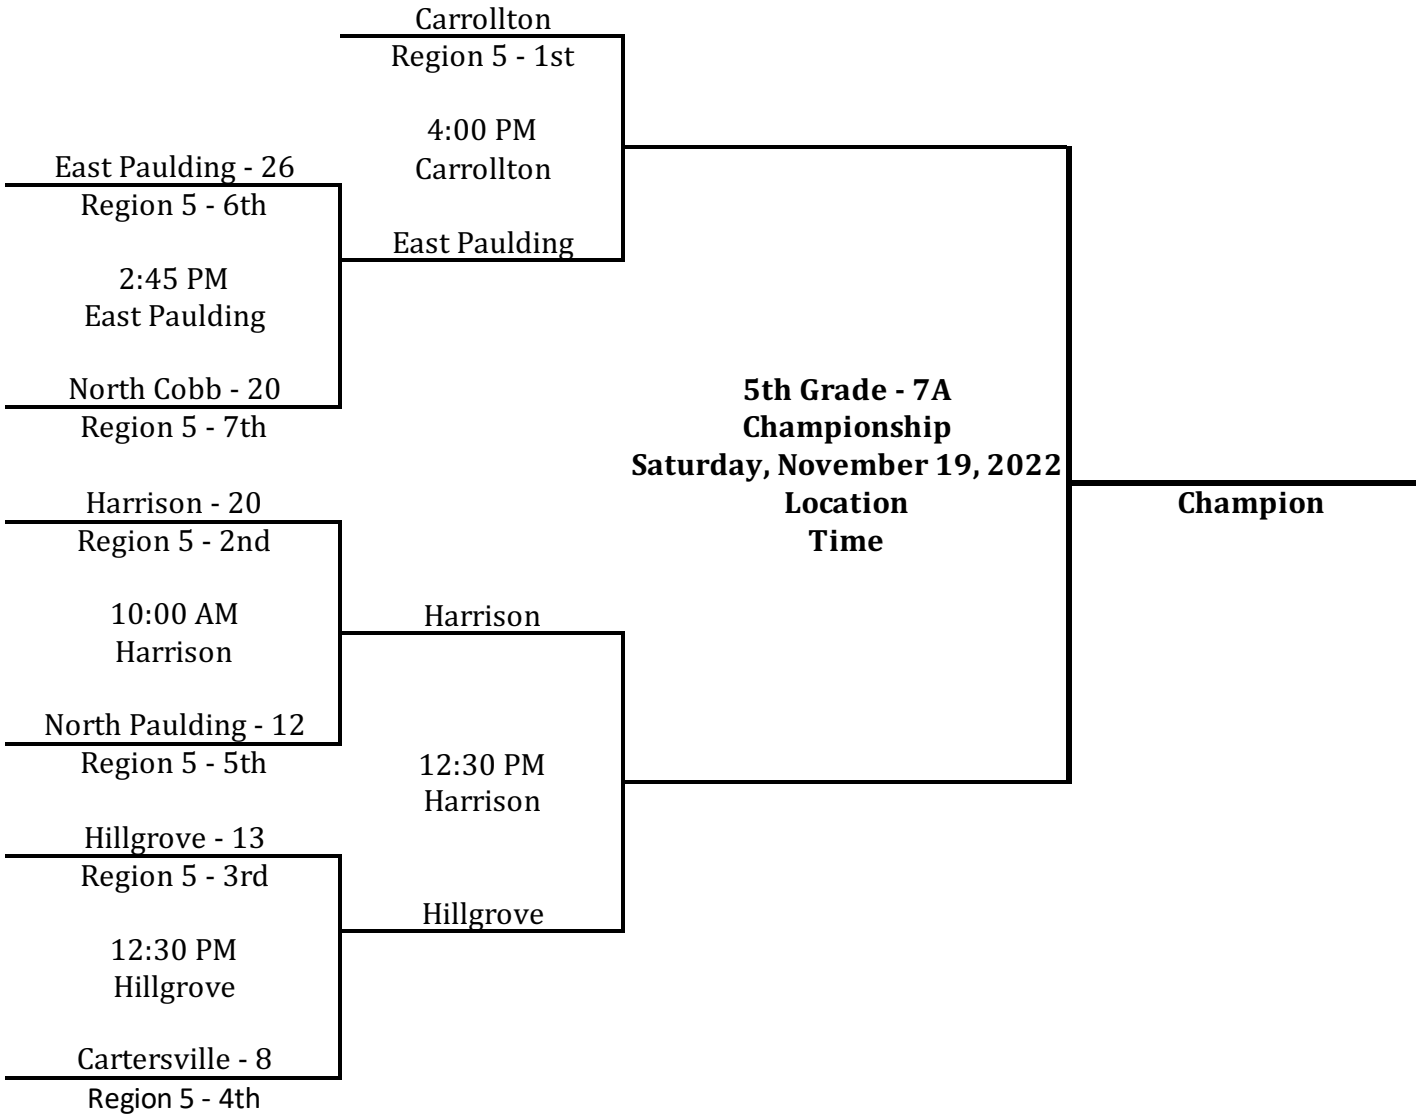 Carrollton
Region 5 - 1st
4:00 PM
Carrollton
East Paulding - 26
Region 5 - 6th
East Paulding
2:45 PM
East Paulding
North Cobb - 20
Region 5 - 7th
5th Grade - 7A
Championship
Saturday, November 19, 2022
Location
Time
Champion
Harrison - 20
Region 5 - 2nd
10:00 AM
Harrison
Harrison
North Paulding - 12
Region 5 - 5th
12:30 PM
Harrison
Hillgrove - 13
Region 5 - 3rd
Hillgrove
12:30 PM
Hillgrove
Cartersville - 8
Region 5 - 4th